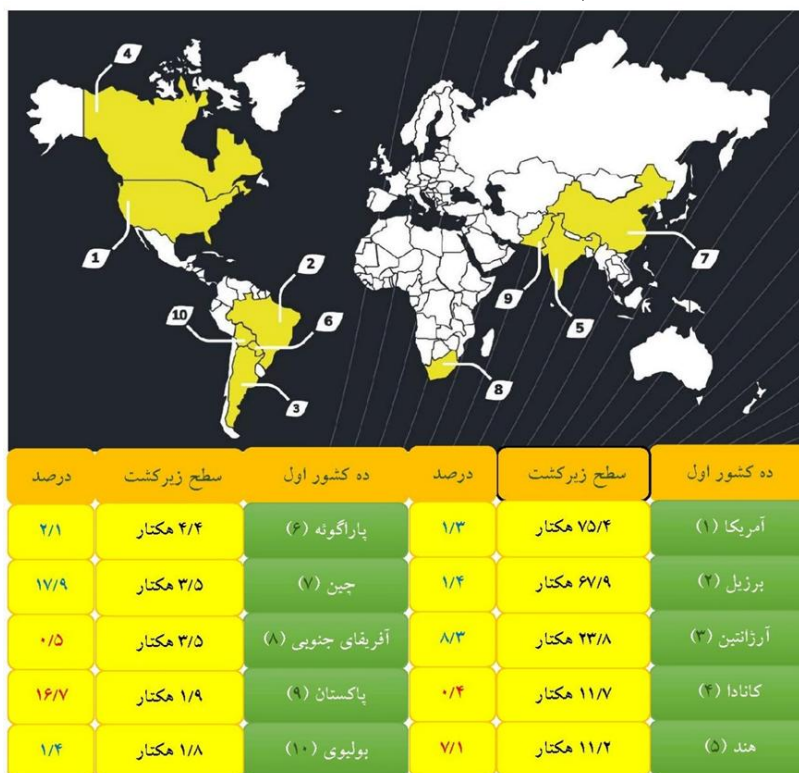 4
1
2
10
6
3
7
9
5
8
ده کشور اول سطح زیرکشت درصد ده کشور اول سطح زیرکشت درصد
آمریکا (۱) ۷۵/۴ هکتار ۱/۳ پاراگوئه (۶) ۴/۴ هکتار ۲/۱
برزیل (۲) ۶۷/۹ هکتار ۱/۴ چین (۷) ۳/۵ هکتار ۱۷/۹
آرژانتین (۳) ۲۳/۸ هکتار ۸/۳ آفریقای جنوبی (۸) ۳/۵ هکتار ۰/۵
کانادا (۴) ۱۱/۷ هکتار ۰/۴ پاکستان (۹) ۱/۹ هکتار ۱۶/۷
هند (۵) ۱۱/۲ هکتار ۷/۱ بولیوی (۱۰) ۱/۸ هکتار ۱/۴